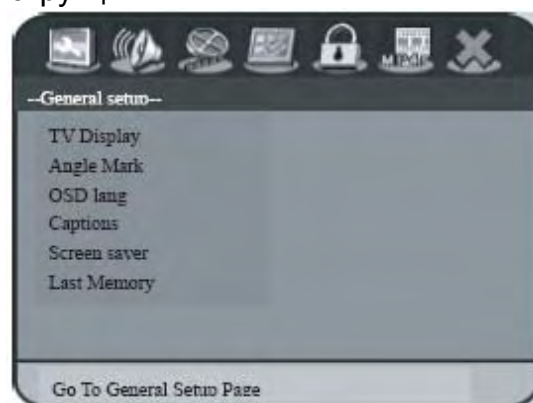 --General setup--
TV Display
Angle Mark
OSD lang
Captions
Screen saver
Last Memory
Go To General Setup Page